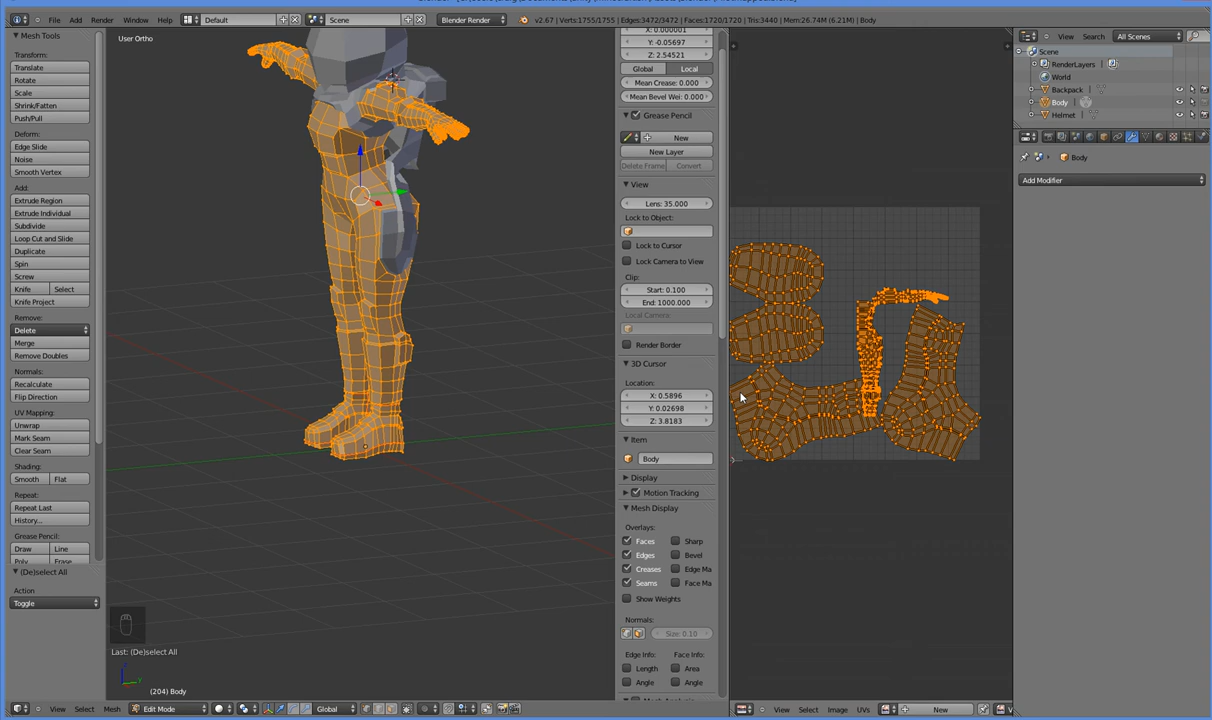 File Add Render Window Help Default Scene Blender Render v2.67 | Verts:1755/1755 | Edges:3472/3472 | Faces:1720/1720 | Tris:3440 | Mem:26.74M (6.21M) | Body
View Search All Scenes
Mesh Tools
Transform:
Translate
Rotate
Scale
Shrink/Fatten
Push/Pull
Deform:
Edge Slide
Noise
Smooth Vertex
Add:
Extrude Region
Extrude Individual
Subdivide
Loop Cut and Slide
Duplicate
Spin
Screw
Knife Select
Knife Project
Remove:
Delete
Merge
Remove Doubles
Normals:
Recalculate
Flip Direction
UV Mapping:
Unwrap
Mark Seam
Clear Seam
Shading:
Smooth Flat
Repeat:
Repeat Last
History...
Grease Pencil:
Draw Line
Poly Erase
(De)select All
Action
Toggle
User Ortho
Last: (De)select All
(204) Body
View Select Mesh Edit Mode Global
X: 0.000001
Y: -0.05697
Z: 2.54521
Global Local
Mean Crease: 0.000
Mean Bevel Wei: 0.000
Grease Pencil
New
New Layer
Delete Frame Convert
View
Lens: 35.000
Lock to Object:
Lock to Cursor
Lock Camera to View
Clip:
Start: 0.100
End: 1000.000
Local Camera:
Render Border
3D Cursor
Location:
X: 0.5896
Y: 0.02698
Z: 3.8183
Item
Body
Display
Motion Tracking
Mesh Display
Overlays:
Faces Sharp
Edges Bevel
Creases Edge Ma
Seams Face Ma
Show Weights
Normals:
Size: 0.10
Edge Info: Face Info:
Length Area
Angle Angle
View Select Image UVs New
Scene
RenderLayers
World
Backpack
Body
Helmet
Body
Add Modifier